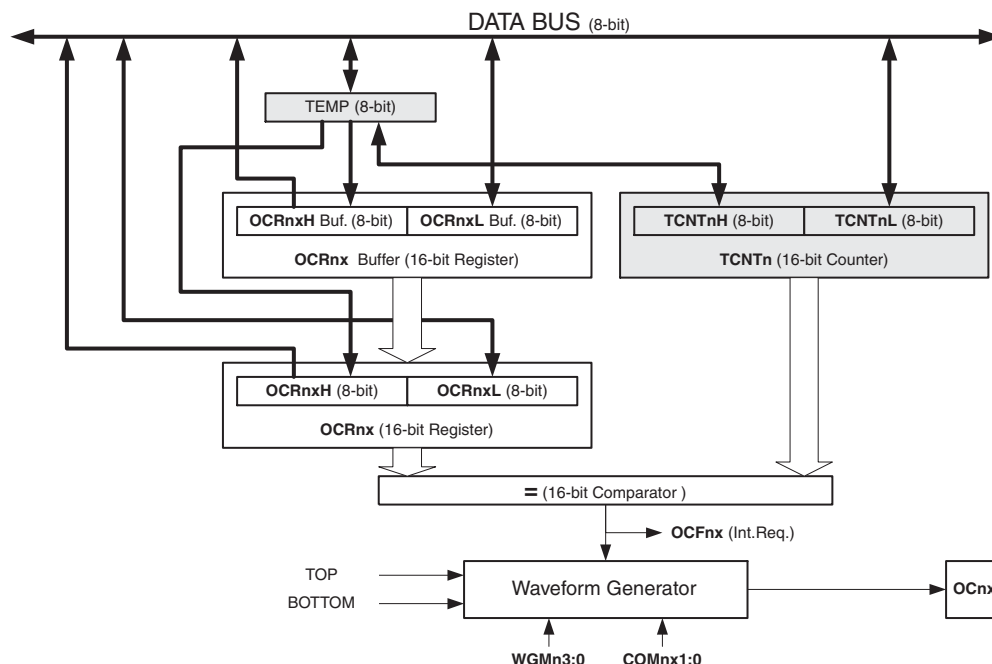 DATA BUS (8-bit)
TEMP (8-bit)
OCRnxH Buf. (8-bit) OCRnxL Buf. (8-bit)
OCRnx Buffer (16-bit Register)
TCNTnH (8-bit) TCNTnL (8-bit)
TCNTn (16-bit Counter)
OCRnxH (8-bit) OCRnxL (8-bit)
OCRnx (16-bit Register)
= (16-bit Comparator )
OCFnx (Int.Req.)
TOP
BOTTOM
Waveform Generator
OCnx
WGMn3:0 COMnx1:0